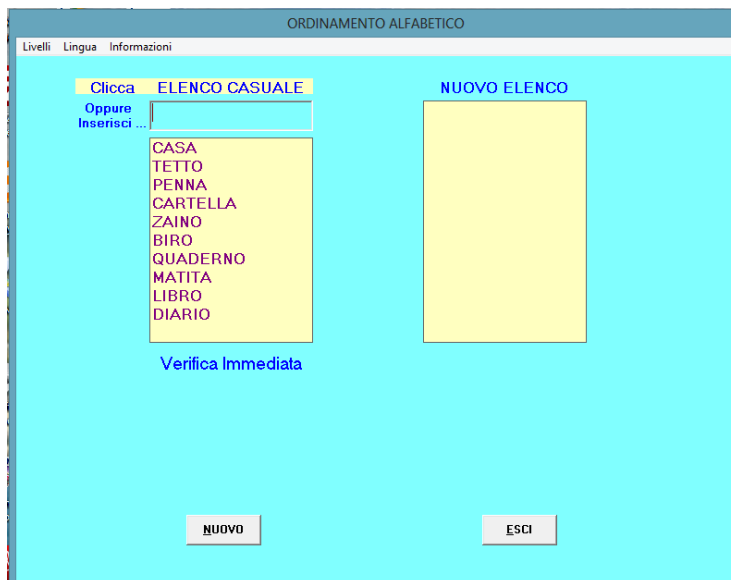 ORDINAMENTO ALFABETICO
Livelli Lingua Informazioni
Clicca ELENCO CASUALE
NUOVO ELENCO
Oppure
Inserisci ...
CASA
TETTO
PENNA
CARTELLA
ZAINO
BIRO
QUADERNO
MATITA
LIBRO
DIARIO
Verifica Immediata
NUOVO
ESCI